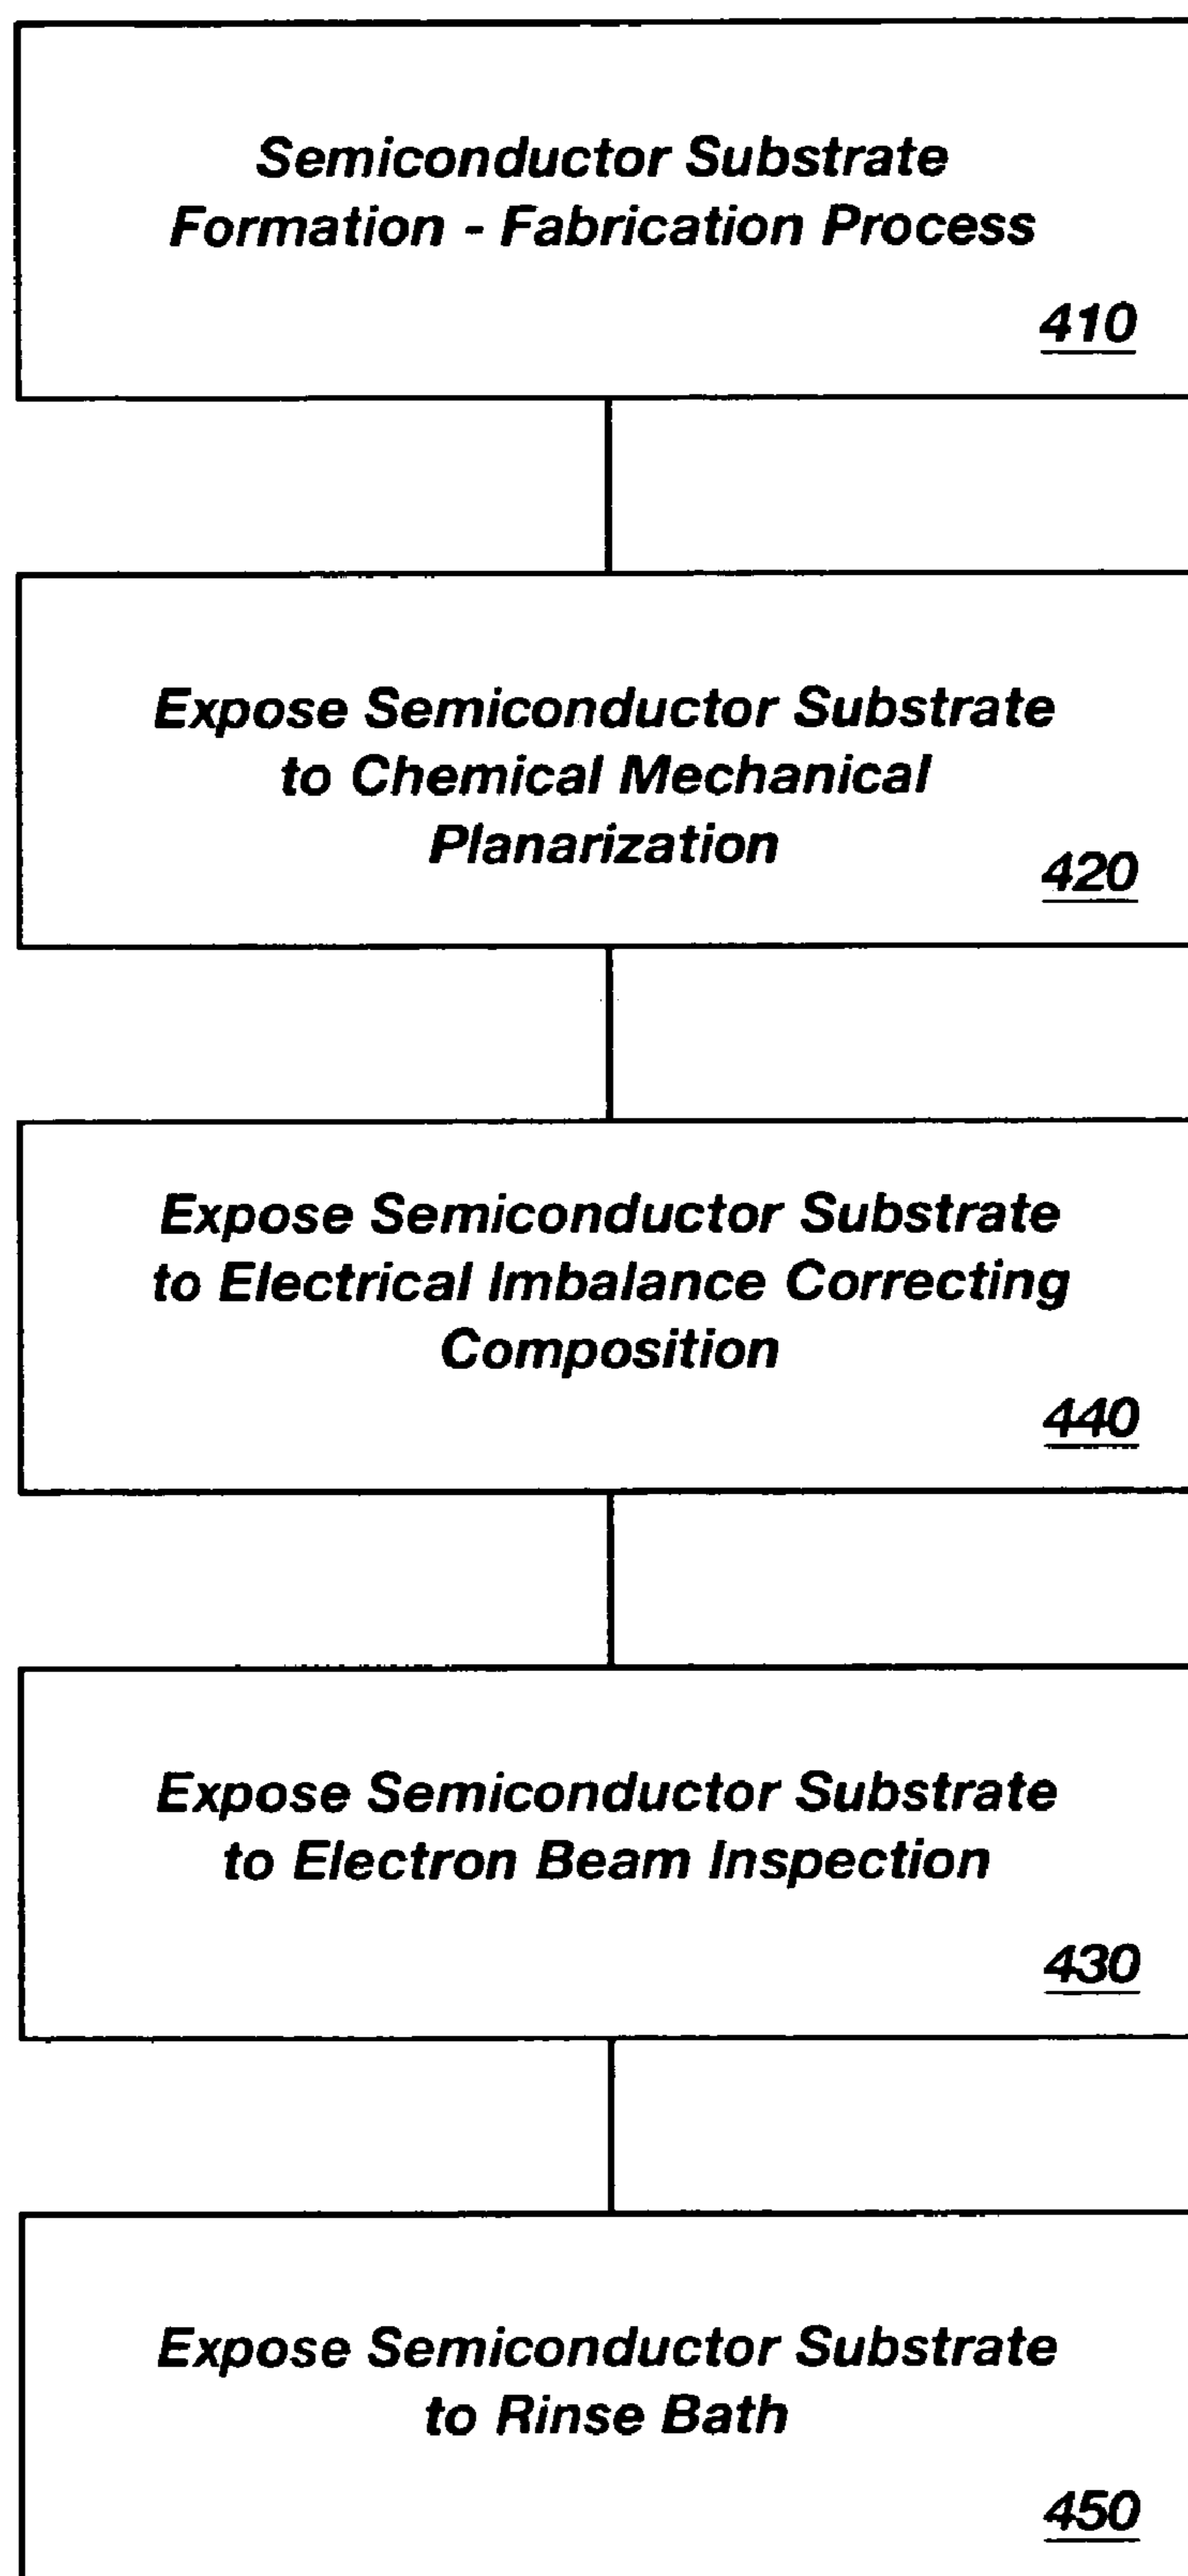 Semiconductor Substrate
Formation - Fabrication Process
410
Expose Semiconductor Substrate
to Chemical Mechanical
Planarization
420
Expose Semiconductor Substrate
to Electrical Imbalance Correcting
Composition
440
Expose Semiconductor Substrate
to Electron Beam Inspection
430
Expose Semiconductor Substrate
to Rinse Bath
450